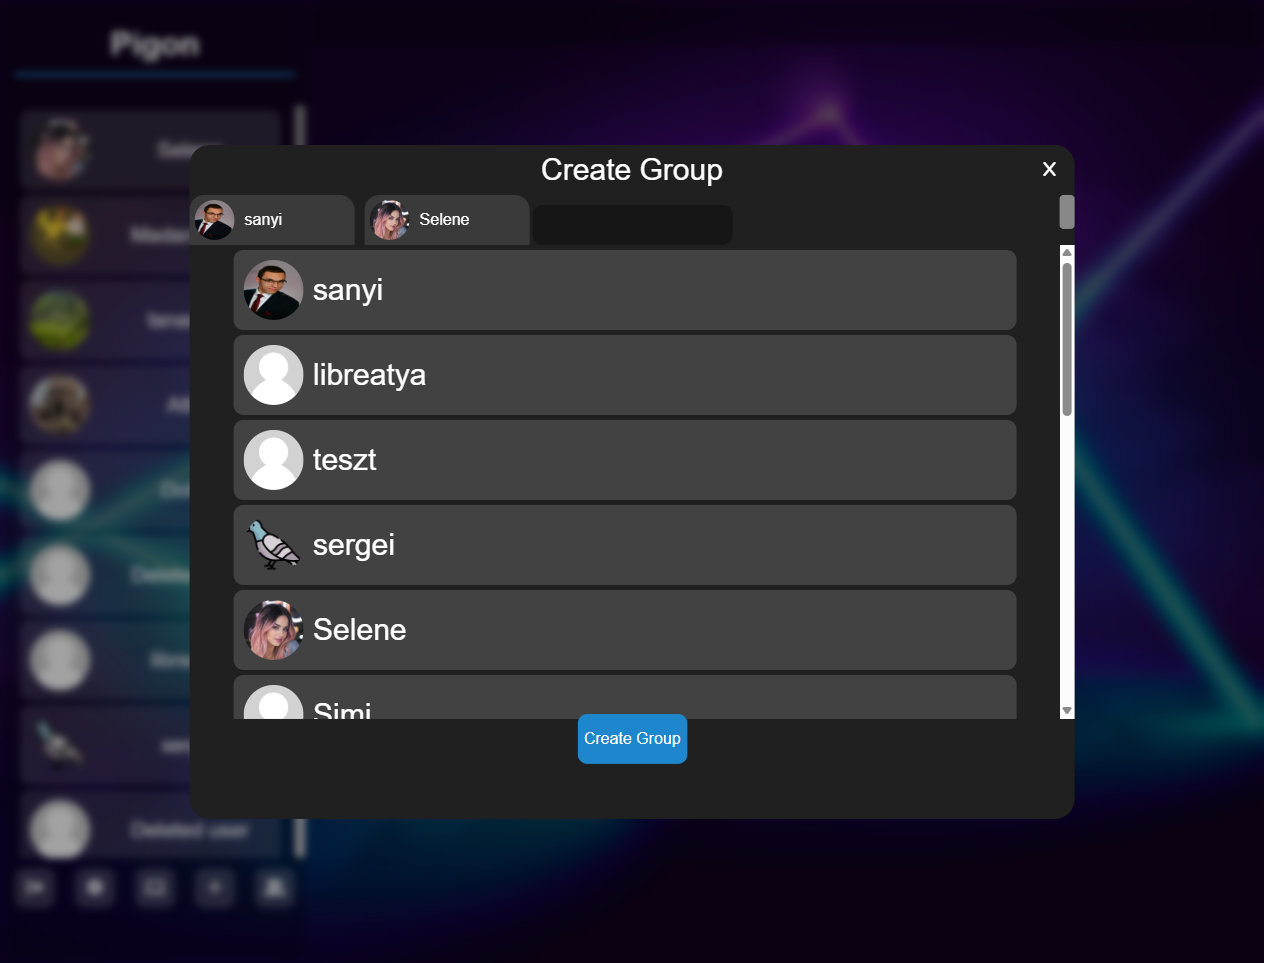 Pigon
Create Group
X
sanyi
Selene
sanyi
libreatya
teszt
sergei
Selene
Simi
Create Group
Deleted user